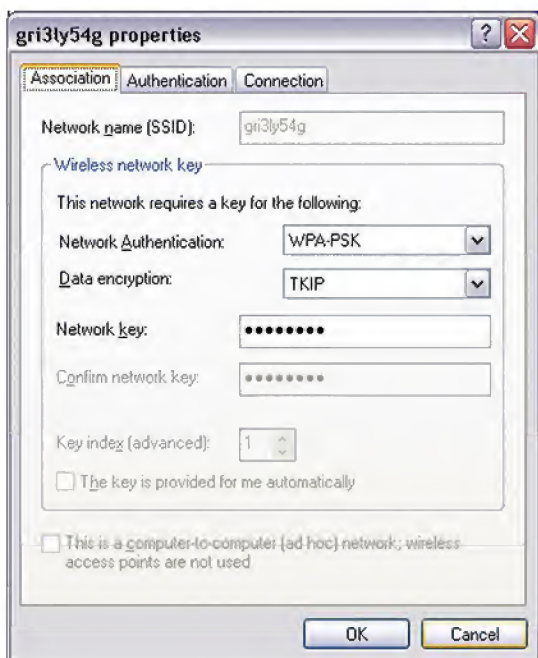 gri3ly54g properties
Association Authentication Connection
Network name (SSID): gri3ly54g
Wireless network key
This network requires a key for the following:
Network Authentication: WPA-PSK
Data encryption: TKIP
Network key: ••••••••
Confirm network key: ••••••••
Key index (advanced): 1
The key is provided for me automatically
This is a computer-to-computer (ad hoc) network; wireless
access points are not used
OK Cancel